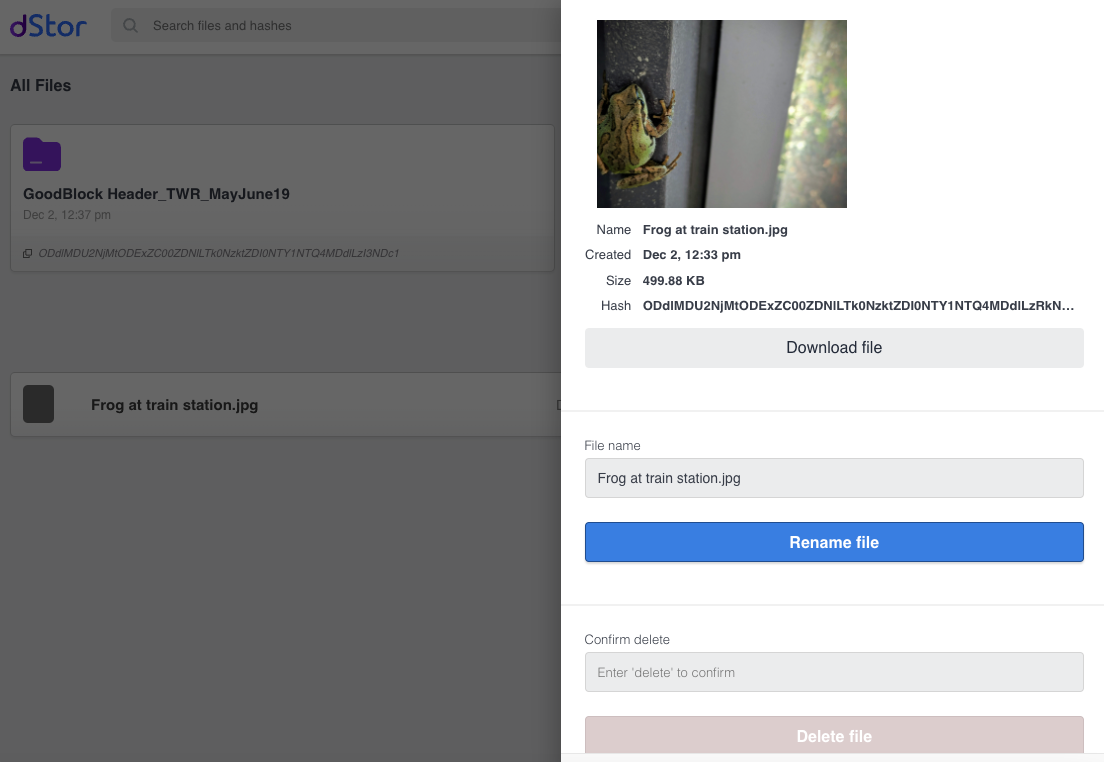 dStor
Search files and hashes
All Files
GoodBlock Header_TWR_MayJune19
Dec 2, 12:37 pm
ODdlMDU2NjMtODExZC00ZDNlLTk0NzktZDI0NTY1NTQ4MDdlLzI3NDc1
Frog at train station.jpg
Name Frog at train station.jpg
Created Dec 2, 12:33 pm
Size 499.88 KB
Hash ODdlMDU2NjMtODExZC00ZDNlLTk0NzktZDI0NTY1NTQ4MDdlLzRkN...
Download file
File name
Frog at train station.jpg
Rename file
Confirm delete
Enter 'delete' to confirm
Delete file